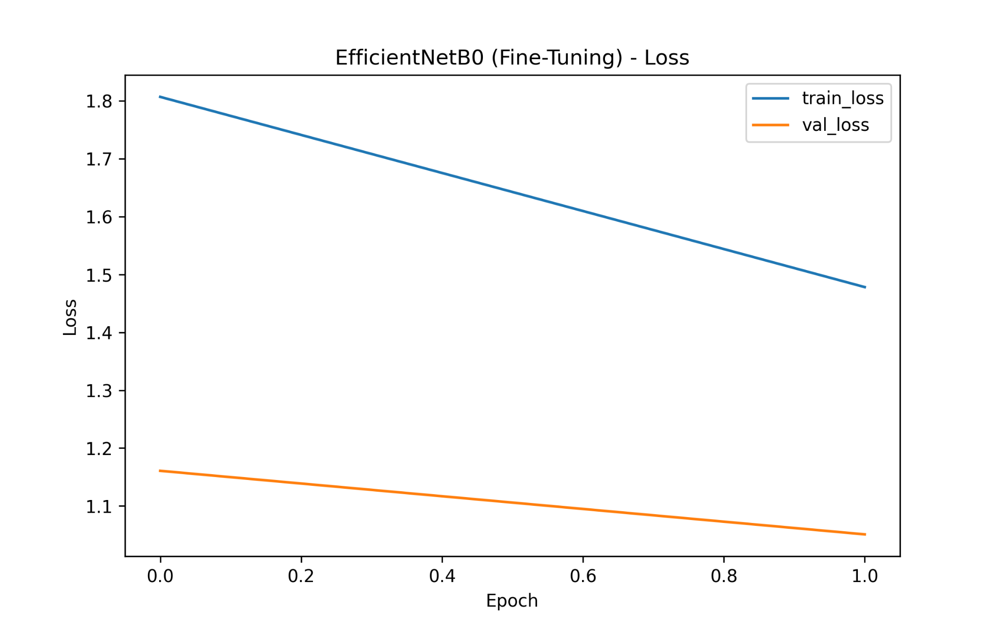 EfficientNetB0 (Fine-Tuning) - Loss
train_loss
val_loss
1.8
1.7
1.6
1.5
1.4
1.3
1.2
1.1
Loss
0.0 0.2 0.4 0.6 0.8 1.0
Epoch